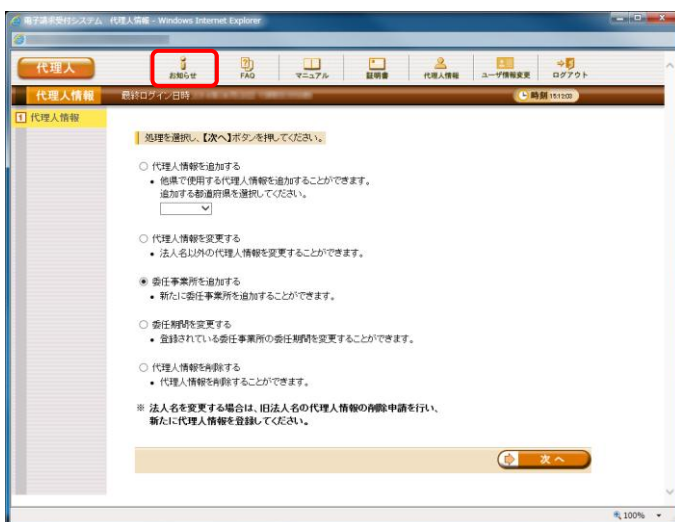 電子請求受付システム 代理人情報 - Windows Internet Explorer
代理人
お知らせ
FAQ
マニュアル
証明書
代理人情報
ユーザ情報変更
ログアウト
代理人情報
最終ログイン日時
時刻 15:12:00
1 代理人情報
処理を選択し、【次へ】ボタンを押してください。
代理人情報を追加する
• 他県で使用する代理人情報を追加することができます。
追加する都道府県を選択してください。
代理人情報を変更する
• 法人名以外の代理人情報を変更することができます。
委任事業所を追加する
• 新たに委任事業所を追加することができます。
委任期間を変更する
• 登録されている委任事業所の委任期間を変更することができます。
代理人情報を削除する
• 代理人情報を削除することができます。
※ 法人名を変更する場合は、旧法人名の代理人情報の削除申請を行い、
新たに代理人情報を登録してください。
次へ
100%